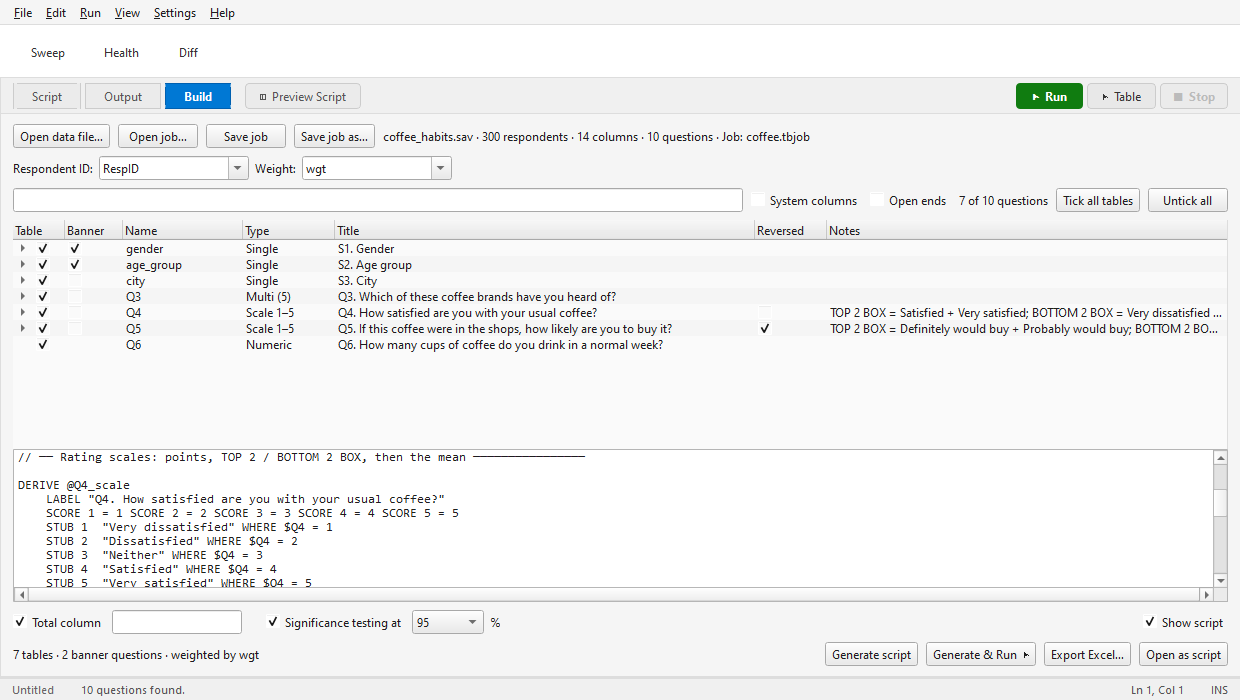 File Edit Run View Settings Help
Sweep Health Diff
Script Output Build Preview Script Run Table Stop
Open data file... Open job... Save job Save job as... coffee_habits.sav · 300 respondents · 14 columns · 10 questions · Job: coffee.tbjob
Respondent ID: RespID Weight: wgt
System columns Open ends 7 of 10 questions Tick all tables Untick all
Table Banner Name Type Title Reversed Notes
gender Single S1. Gender
age_group Single S2. Age group
city Single S3. City
Q3 Multi (5) Q3. Which of these coffee brands have you heard of?
Q4 Scale 1–5 Q4. How satisfied are you with your usual coffee? TOP 2 BOX = Satisfied + Very satisfied; BOTTOM 2 BOX = Very dissatisfied ...
Q5 Scale 1–5 Q5. If this coffee were in the shops, how likely are you to buy it? TOP 2 BOX = Definitely would buy + Probably would buy; BOTTOM 2 BO...
Q6 Numeric Q6. How many cups of coffee do you drink in a normal week?
// ── Rating scales: points, TOP 2 / BOTTOM 2 BOX, then the mean ────────────────
DERIVE @Q4_scale
LABEL "Q4. How satisfied are you with your usual coffee?"
SCORE 1 = 1 SCORE 2 = 2 SCORE 3 = 3 SCORE 4 = 4 SCORE 5 = 5
STUB 1 "Very dissatisfied" WHERE $Q4 = 1
STUB 2 "Dissatisfied" WHERE $Q4 = 2
STUB 3 "Neither" WHERE $Q4 = 3
STUB 4 "Satisfied" WHERE $Q4 = 4
STUB 5 "Very satisfied" WHERE $Q4 = 5
Total column Significance testing at 95 % Show script
7 tables · 2 banner questions · weighted by wgt Generate script Generate & Run Export Excel... Open as script
Untitled 10 questions found. Ln 1, Col 1 INS